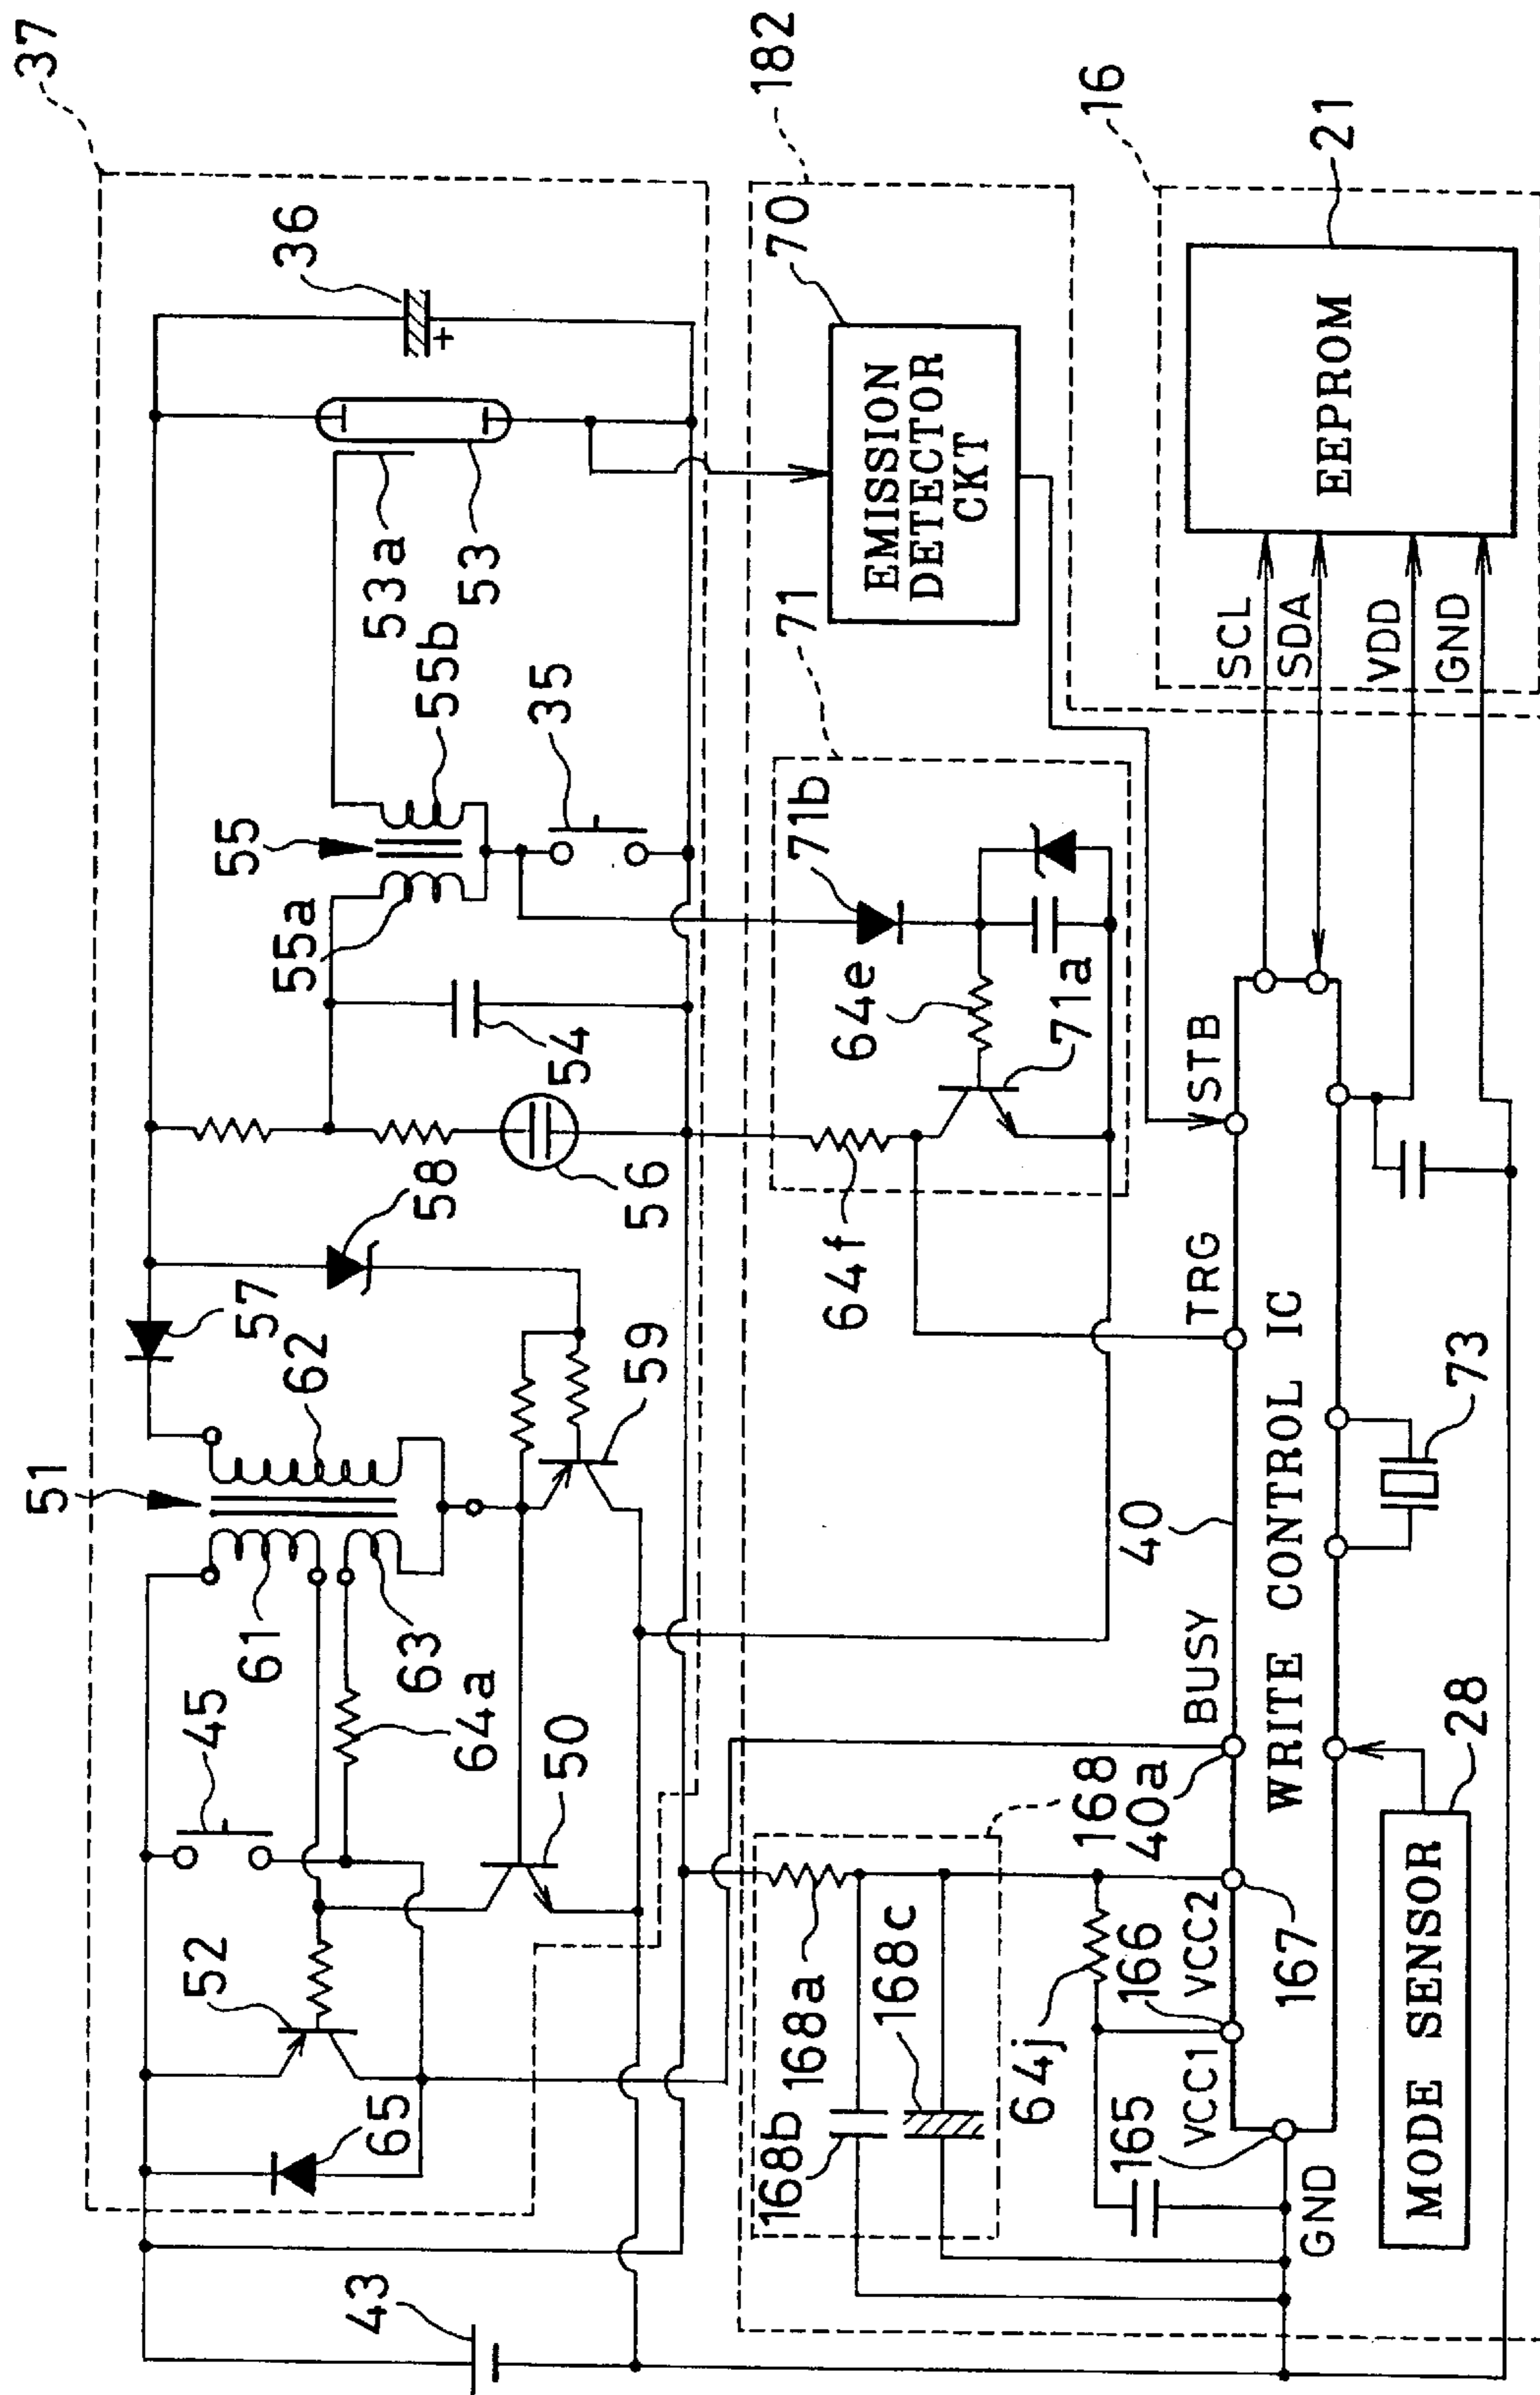 37
51
62
57
58
55
55a
55b
53a
53
36
35
54
56
59
61
63
64a
45
50
52
65
43
182
70
EMISSION
DETECTOR
CKT
71
71b
64e
71a
64f
168
168a
168b
168c
64j
165
166
167
40a
40
GND
VCC1
VCC2
BUSY
TRG
STB
WRITE CONTROL IC
MODE SENSOR
28
73
16
21
EEPROM
SCL
SDA
VDD
GND